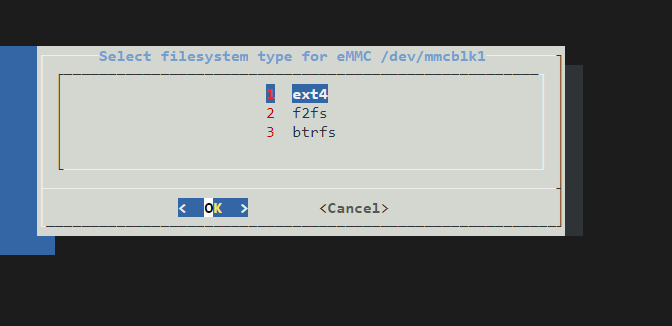 Select filesystem type for eMMC /dev/mmcblk1
1 ext4
2 f2fs
3 btrfs
< OK > <Cancel>